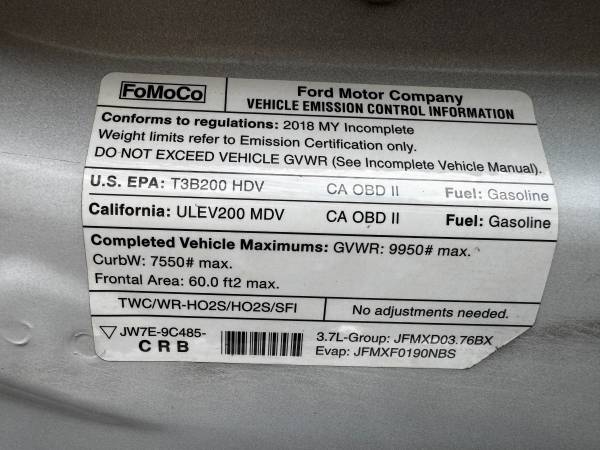 FoMoCo
Ford Motor Company
VEHICLE EMISSION CONTROL INFORMATION
Conforms to regulations: 2018 MY Incomplete
Weight limits refer to Emission Certification only.
DO NOT EXCEED VEHICLE GVWR (See Incomplete Vehicle Manual).
U.S. EPA: T3B200 HDV CA OBD II Fuel: Gasoline
California: ULEV200 MDV CA OBD II Fuel: Gasoline
Completed Vehicle Maximums: GVWR: 9950# max.
CurbW: 7550# max.
Frontal Area: 60.0 ft2 max.
TWC/WR-HO2S/HO2S/SFI No adjustments needed.
JW7E-9C485-
C R B
3.7L-Group: JFMXD03.76BX
Evap: JFMXF0190NBS